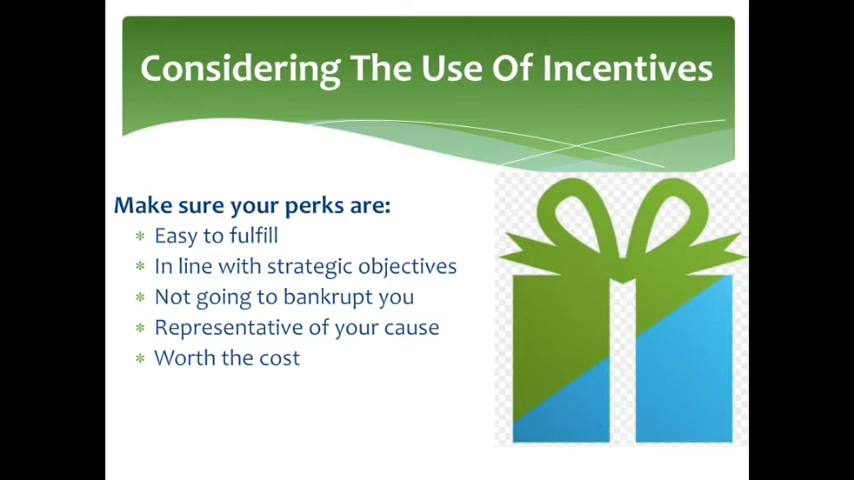 Considering The Use Of Incentives
Make sure your perks are:
* Easy to fulfill
* In line with strategic objectives
* Not going to bankrupt you
* Representative of your cause
* Worth the cost